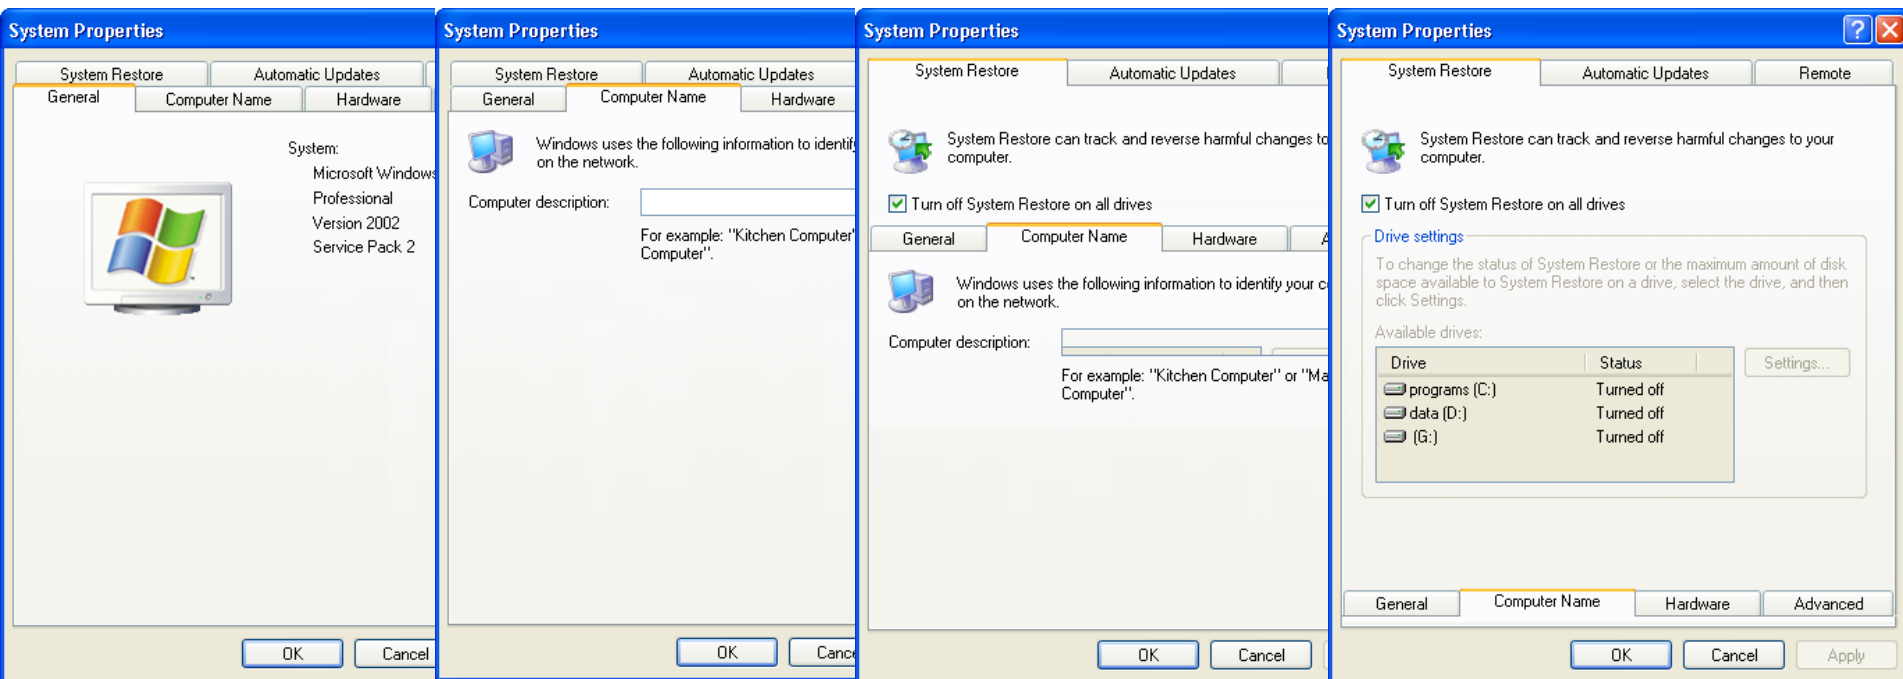 System Properties
System Restore
Automatic Updates
General
Computer Name
Hardware
System:
Microsoft Windows
Professional
Version 2002
Service Pack 2
OK
Cancel
System Properties
System Restore
Automatic Updates
General
Computer Name
Hardware
Windows uses the following information to identify
on the network.
Computer description:
For example: "Kitchen Computer"
Computer".
OK
Cance
System Properties
System Restore
Automatic Updates
System Restore can track and reverse harmful changes to
computer.
Turn off System Restore on all drives
General
Computer Name
Hardware
A
Windows uses the following information to identify your c
on the network.
Computer description:
For example: "Kitchen Computer" or "Ma
Computer".
OK
Cancel
System Properties
System Restore
Automatic Updates
Remote
System Restore can track and reverse harmful changes to your
computer.
Turn off System Restore on all drives
Drive settings
To change the status of System Restore or the maximum amount of disk
space available to System Restore on a drive, select the drive, and then
click Settings.
Available drives:
Drive Status
Settings...
programs (C:) Turned off
data (D:) Turned off
(G:) Turned off
General
Computer Name
Hardware
Advanced
OK
Cancel
Apply